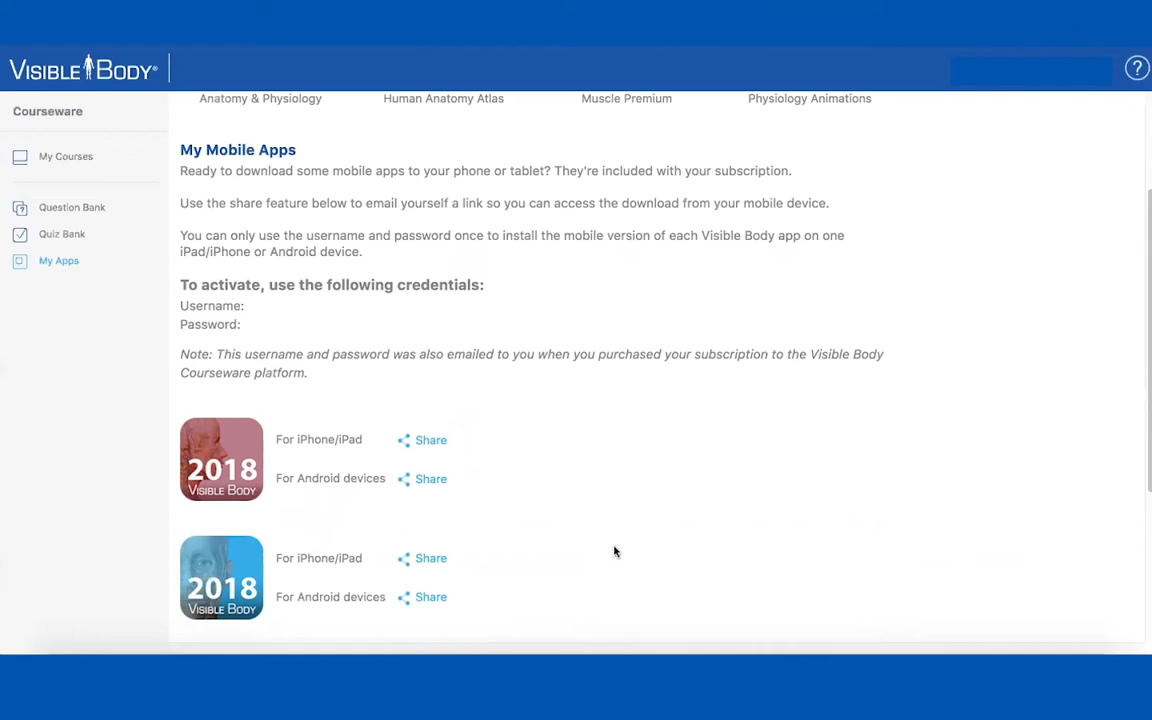 VISIBLE BODY®
?
Courseware
My Courses
Question Bank
Quiz Bank
My Apps
Anatomy & Physiology
Human Anatomy Atlas
Muscle Premium
Physiology Animations
My Mobile Apps
Ready to download some mobile apps to your phone or tablet? They're included with your subscription.
Use the share feature below to email yourself a link so you can access the download from your mobile device.
You can only use the username and password once to install the mobile version of each Visible Body app on one
iPad/iPhone or Android device.
To activate, use the following credentials:
Username:
Password:
Note: This username and password was also emailed to you when you purchased your subscription to the Visible Body
Courseware platform.
2018
VISIBLE BODY
For iPhone/iPad
Share
For Android devices
Share
2018
VISIBLE BODY
For iPhone/iPad
Share
For Android devices
Share